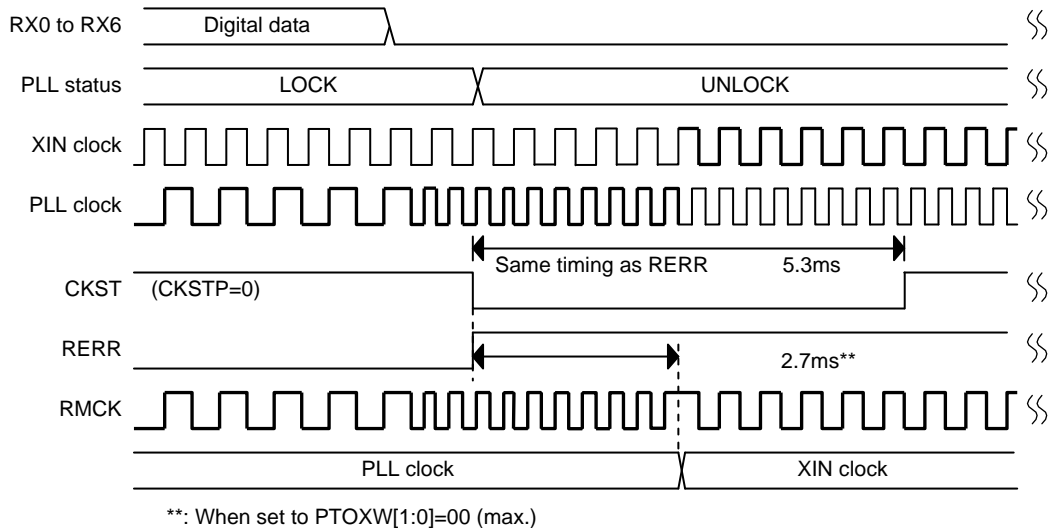 RX0 to RX6 Digital data
PLL status LOCK UNLOCK
XIN clock
PLL clock
Same timing as RERR 5.3ms
CKST (CKSTP=0)
RERR 2.7ms**
RMCK
PLL clock XIN clock
**: When set to PTOXW[1:0]=00 (max.)